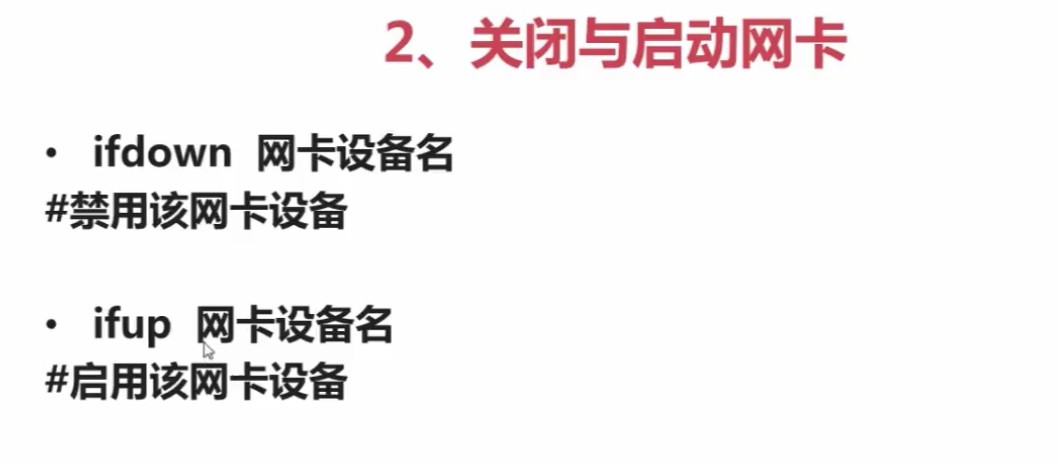 2、关闭与启动网卡
• ifdown 网卡设备名
#禁用该网卡设备
• ifup 网卡设备名
#启用该网卡设备